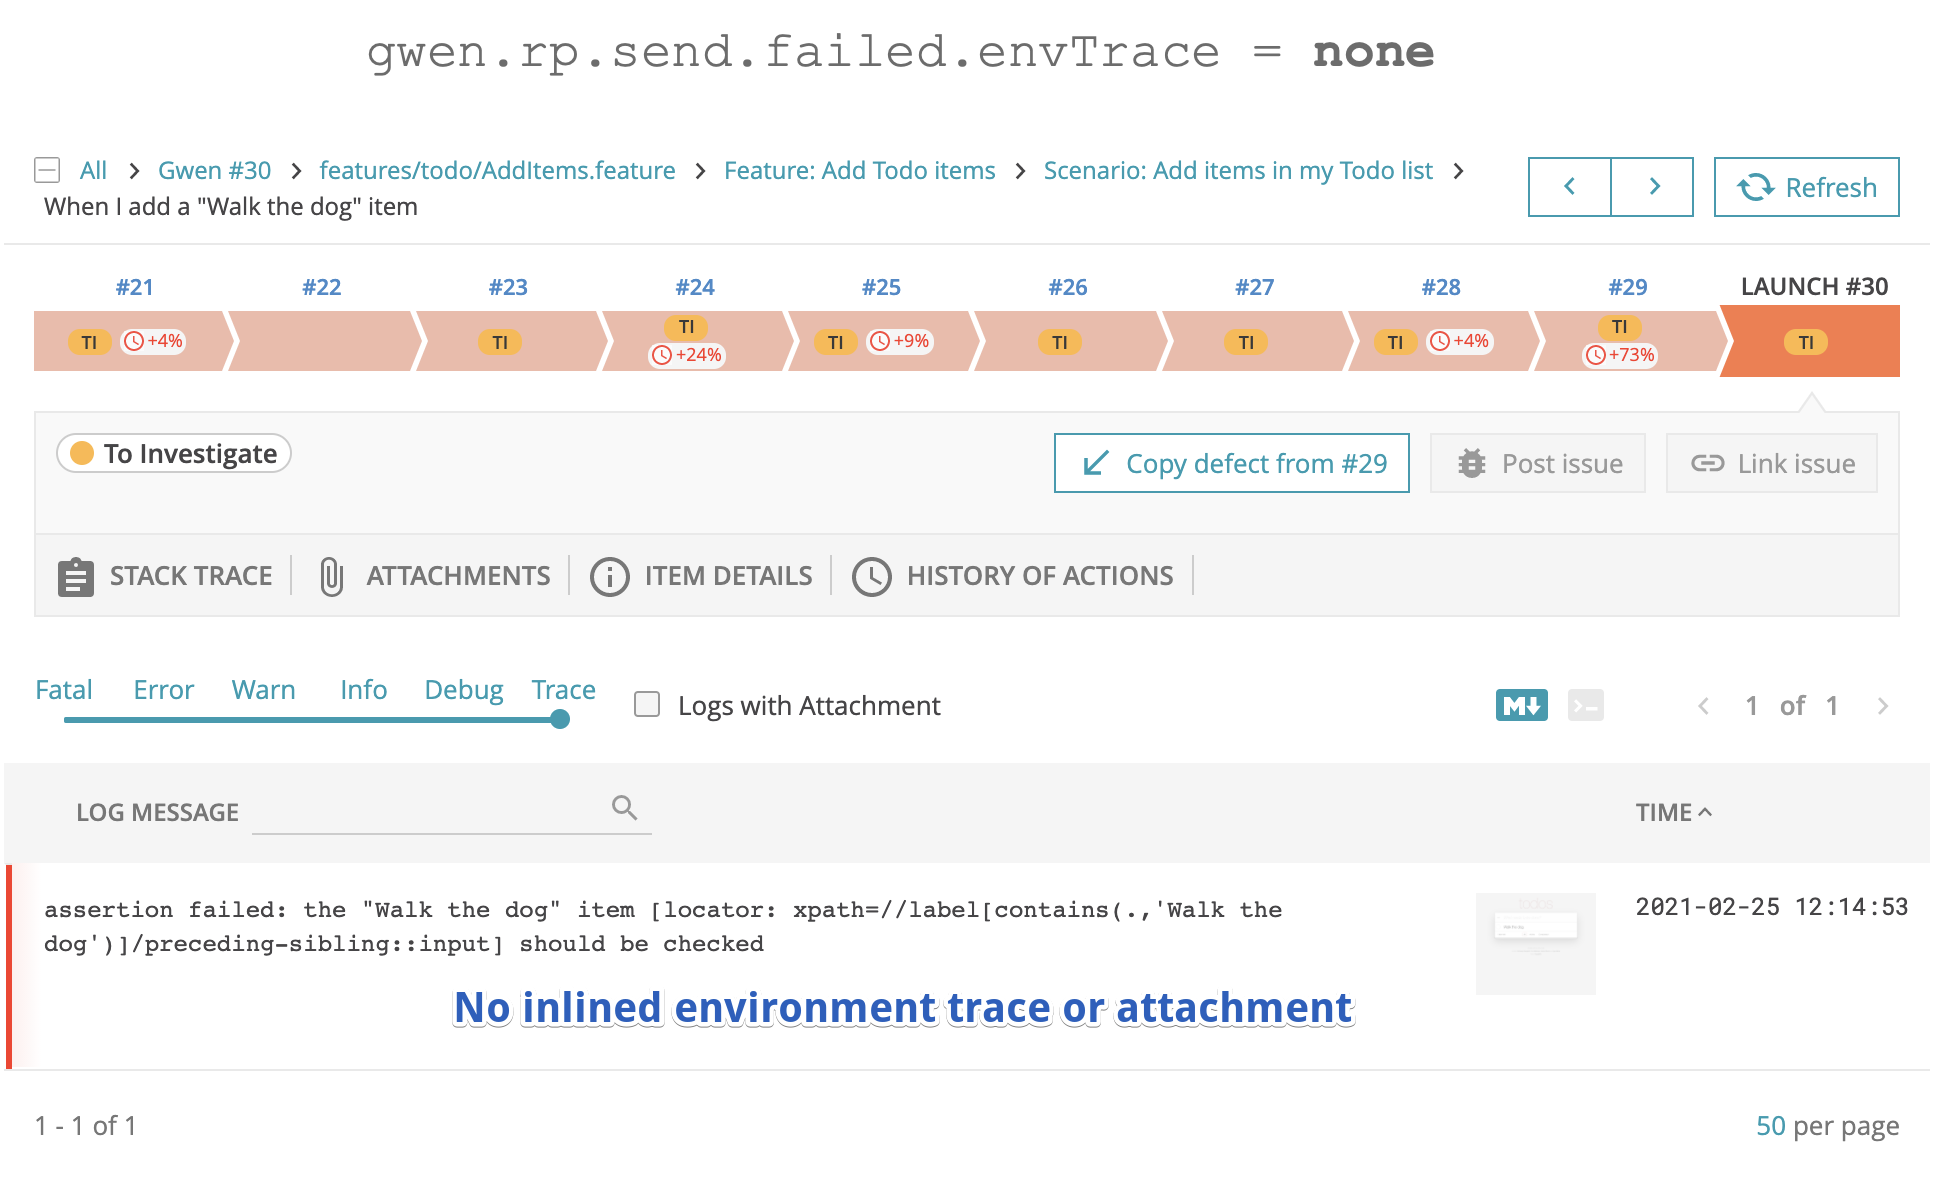 gwen.rp.send.failed.envTrace = none
All > Gwen #30 > features/todo/AddItems.feature > Feature: Add Todo items > Scenario: Add items in my Todo list >
When I add a "Walk the dog" item
Refresh
#21 #22 #23 #24 #25 #26 #27 #28 #29 LAUNCH #30
TI +4% TI TI +24% TI +9% TI TI TI +4% TI +73% TI
To Investigate
Copy defect from #29
Post issue
Link issue
STACK TRACE ATTACHMENTS ITEM DETAILS HISTORY OF ACTIONS
Fatal Error Warn Info Debug Trace
Logs with Attachment
M
1 of 1
LOG MESSAGE TIME
assertion failed: the "Walk the dog" item [locator: xpath=//label[contains(.,'Walk the
dog')]/preceding-sibling::input] should be checked
2021-02-25 12:14:53
No inlined environment trace or attachment
1 - 1 of 1
50 per page